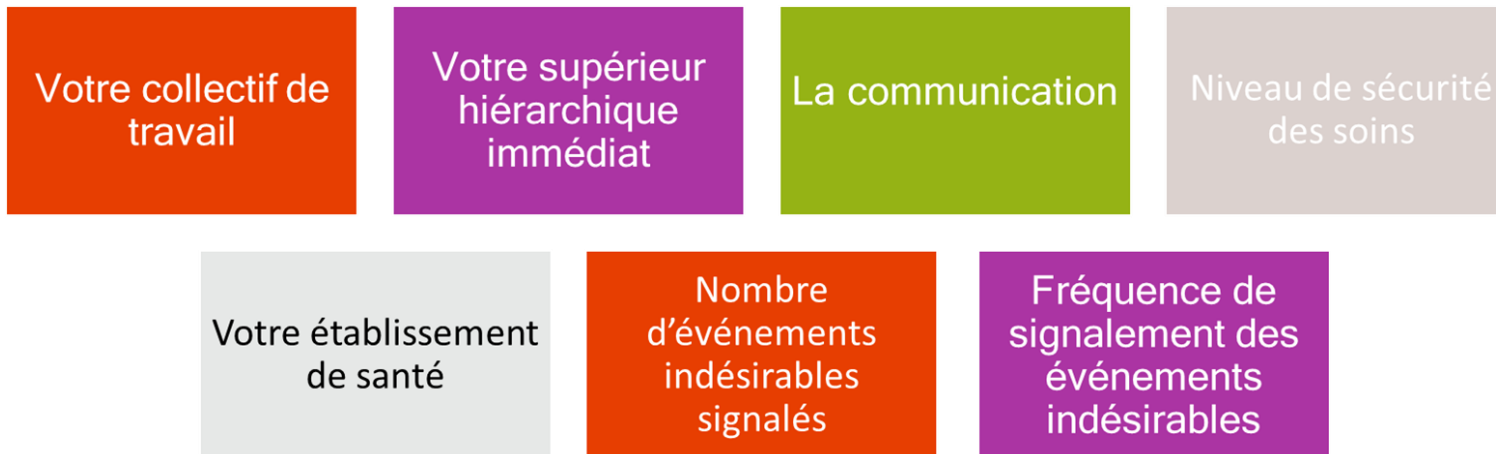 Votre collectif de
travail
Votre supérieur
hiérarchique
immédiat
La communication
Niveau de sécurité
des soins
Votre établissement
de santé
Nombre
d’événements
indésirables
signalés
Fréquence de
signalement des
événements
indésirables